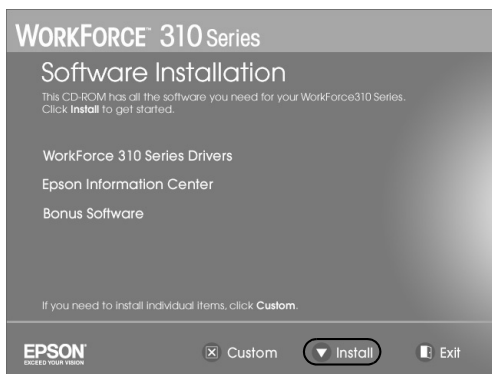 WORKFORCE™ 310 Series
Software Installation
This CD-ROM has all the software you need for your WorkForce310 Series.
Click Install to get started.
WorkForce 310 Series Drivers
Epson Information Center
Bonus Software
If you need to install individual items, click Custom.
EPSON®
EXCEED YOUR VISION
Custom Install Exit